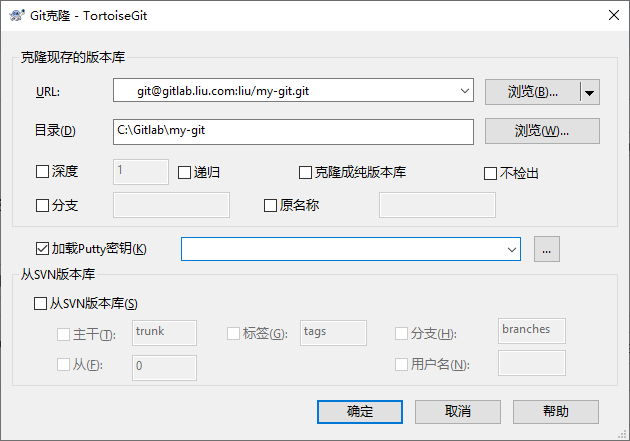 Git克隆 - TortoiseGit
克隆现存的版本库
URL: git@gitlab.liu.com:liu/my-git.git 浏览(B)...
目录(D) C:\Gitlab\my-git 浏览(W)...
深度 1 递归 克隆成纯版本库 不检出
分支 原名称
加载Putty密钥(K) ...
从SVN版本库
从SVN版本库(S)
主干(T): trunk 标签(G): tags 分支(H): branches
从(F): 0 用户名(N):
确定 取消 帮助